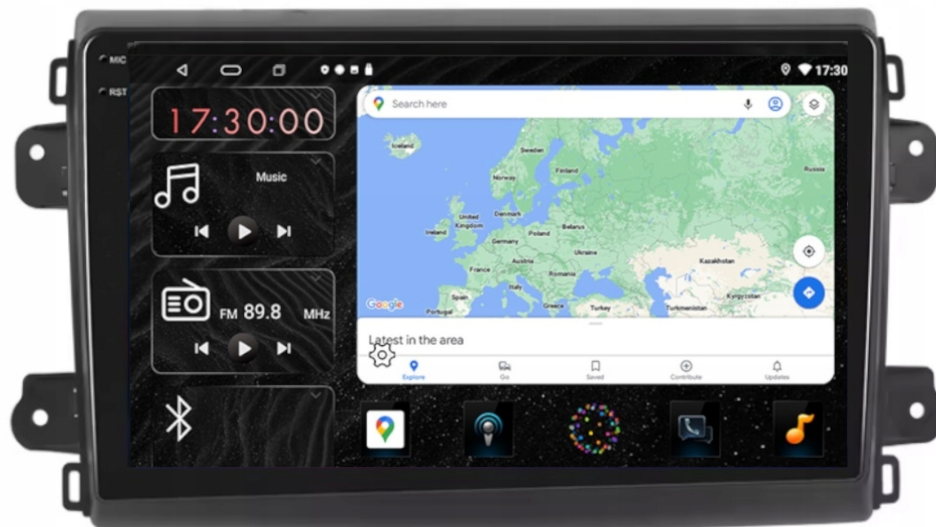 MIC
RST
17:30
17:30:00
Music
FM 89.8 MHz
Search here
Iceland
Sweden
Finland
Norway
Russia
United Kingdom
Denmark
Ireland
Poland
Belarus
Germany
Ukraine
Austria
Kazakhstan
France
Romania
Italy
Spain
Greece
Turkey
Turkmenistan
Kyrgyzstan
Portugal
Google
Latest in the area
Explore
Go
Saved
Contribute
Updates